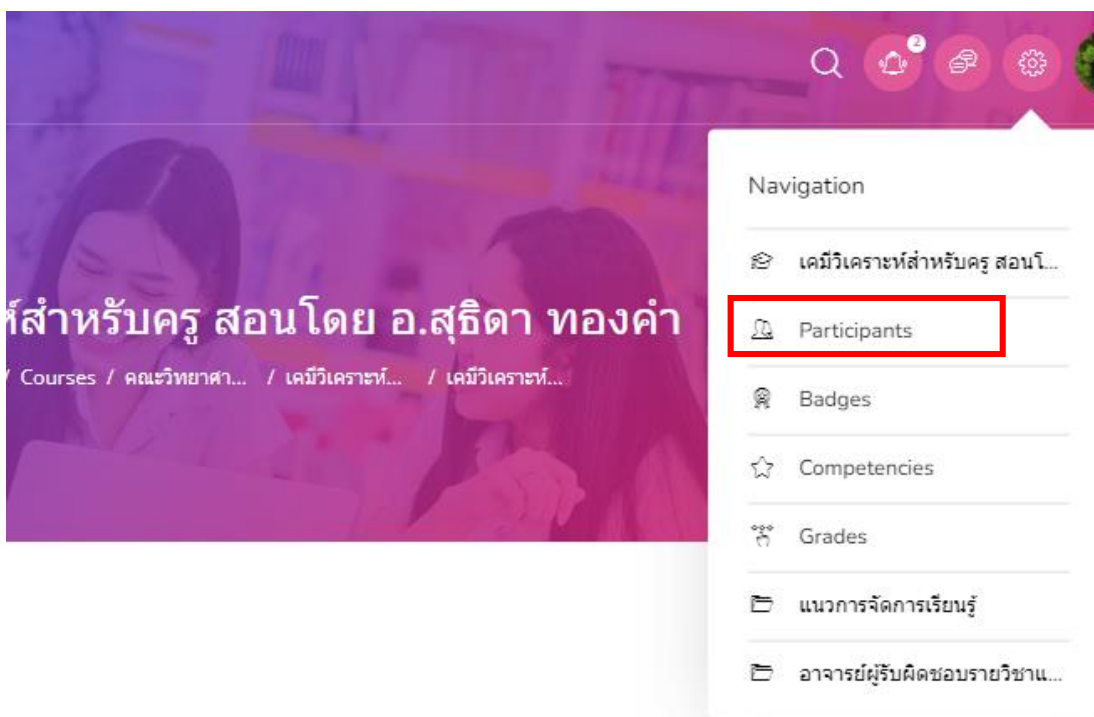 2
Navigation
เคมีวิเคราะห์สำหรับครู สอนโ...
ห์สำหรับครู สอนโดย อ.สุธิดา ทองคำ
Participants
/ Courses / คณะวิทยาศา... / เคมีวิเคราะห์... / เคมีวิเคราะห์...
Badges
Competencies
Grades
แนวการจัดการเรียนรู้
อาจารย์ผู้รับผิดชอบรายวิชาแ...